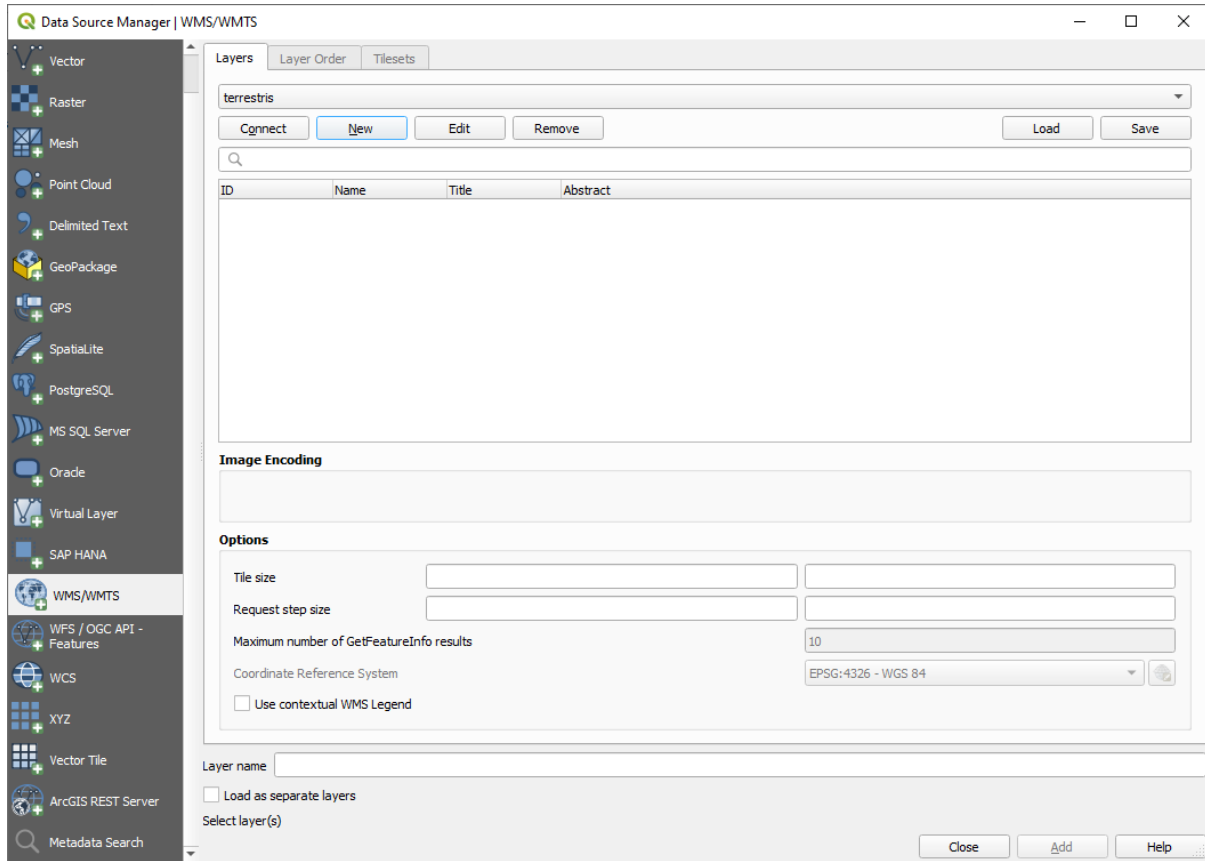 Data Source Manager | WMS/WMTS
Vector
Raster
Mesh
Point Cloud
Delimited Text
GeoPackage
GPS
SpatiaLite
PostgreSQL
MS SQL Server
Oracle
Virtual Layer
SAP HANA
WMS/WMTS
WFS / OGC API -
Features
WCS
XYZ
Vector Tile
ArcGIS REST Server
Metadata Search
Layers Layer Order Tilesets
terrestris
Connect New Edit Remove Load Save
ID Name Title Abstract
Image Encoding
Options
Tile size
Request step size
Maximum number of GetFeatureInfo results 10
Coordinate Reference System EPSG:4326 - WGS 84
Use contextual WMS Legend
Layer name
Load as separate layers
Select layer(s)
Close Add Help